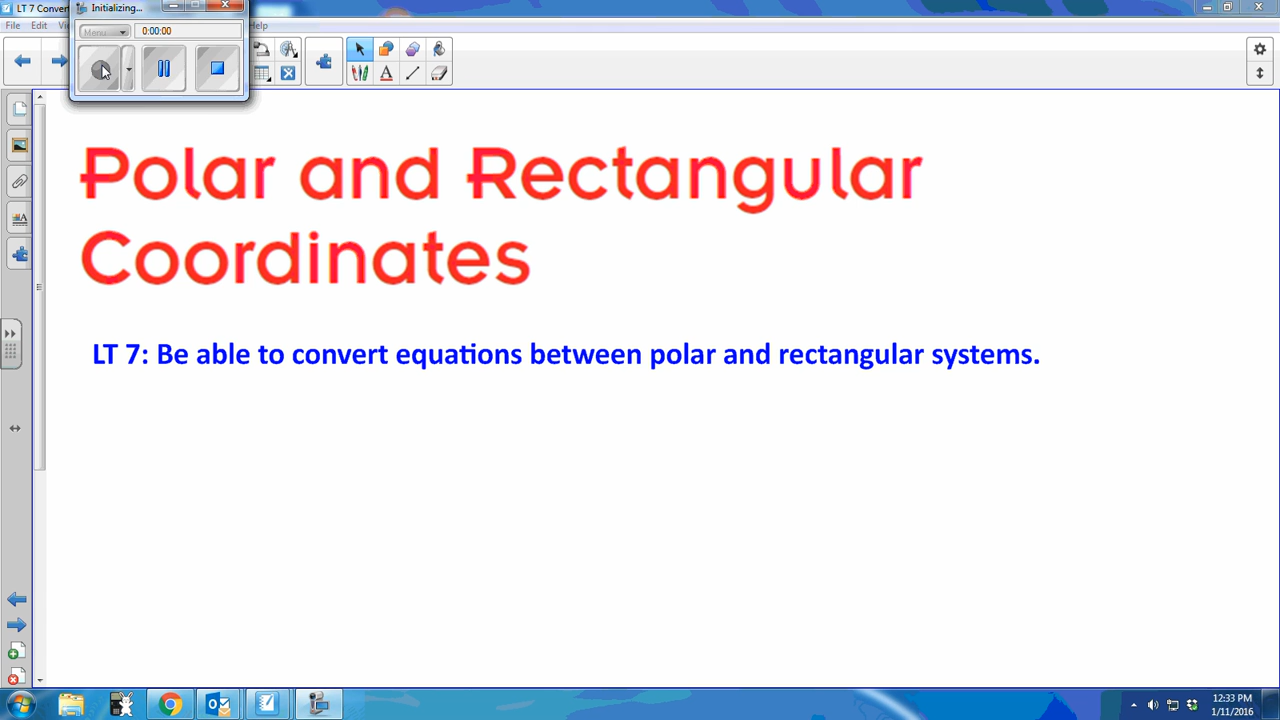 LT 7 Conver
Initializing...
File Edit Vi
Help
Menu
0:00:00
Polar and Rectangular
Coordinates
LT 7: Be able to convert equations between polar and rectangular systems.
12:33 PM
1/11/2016